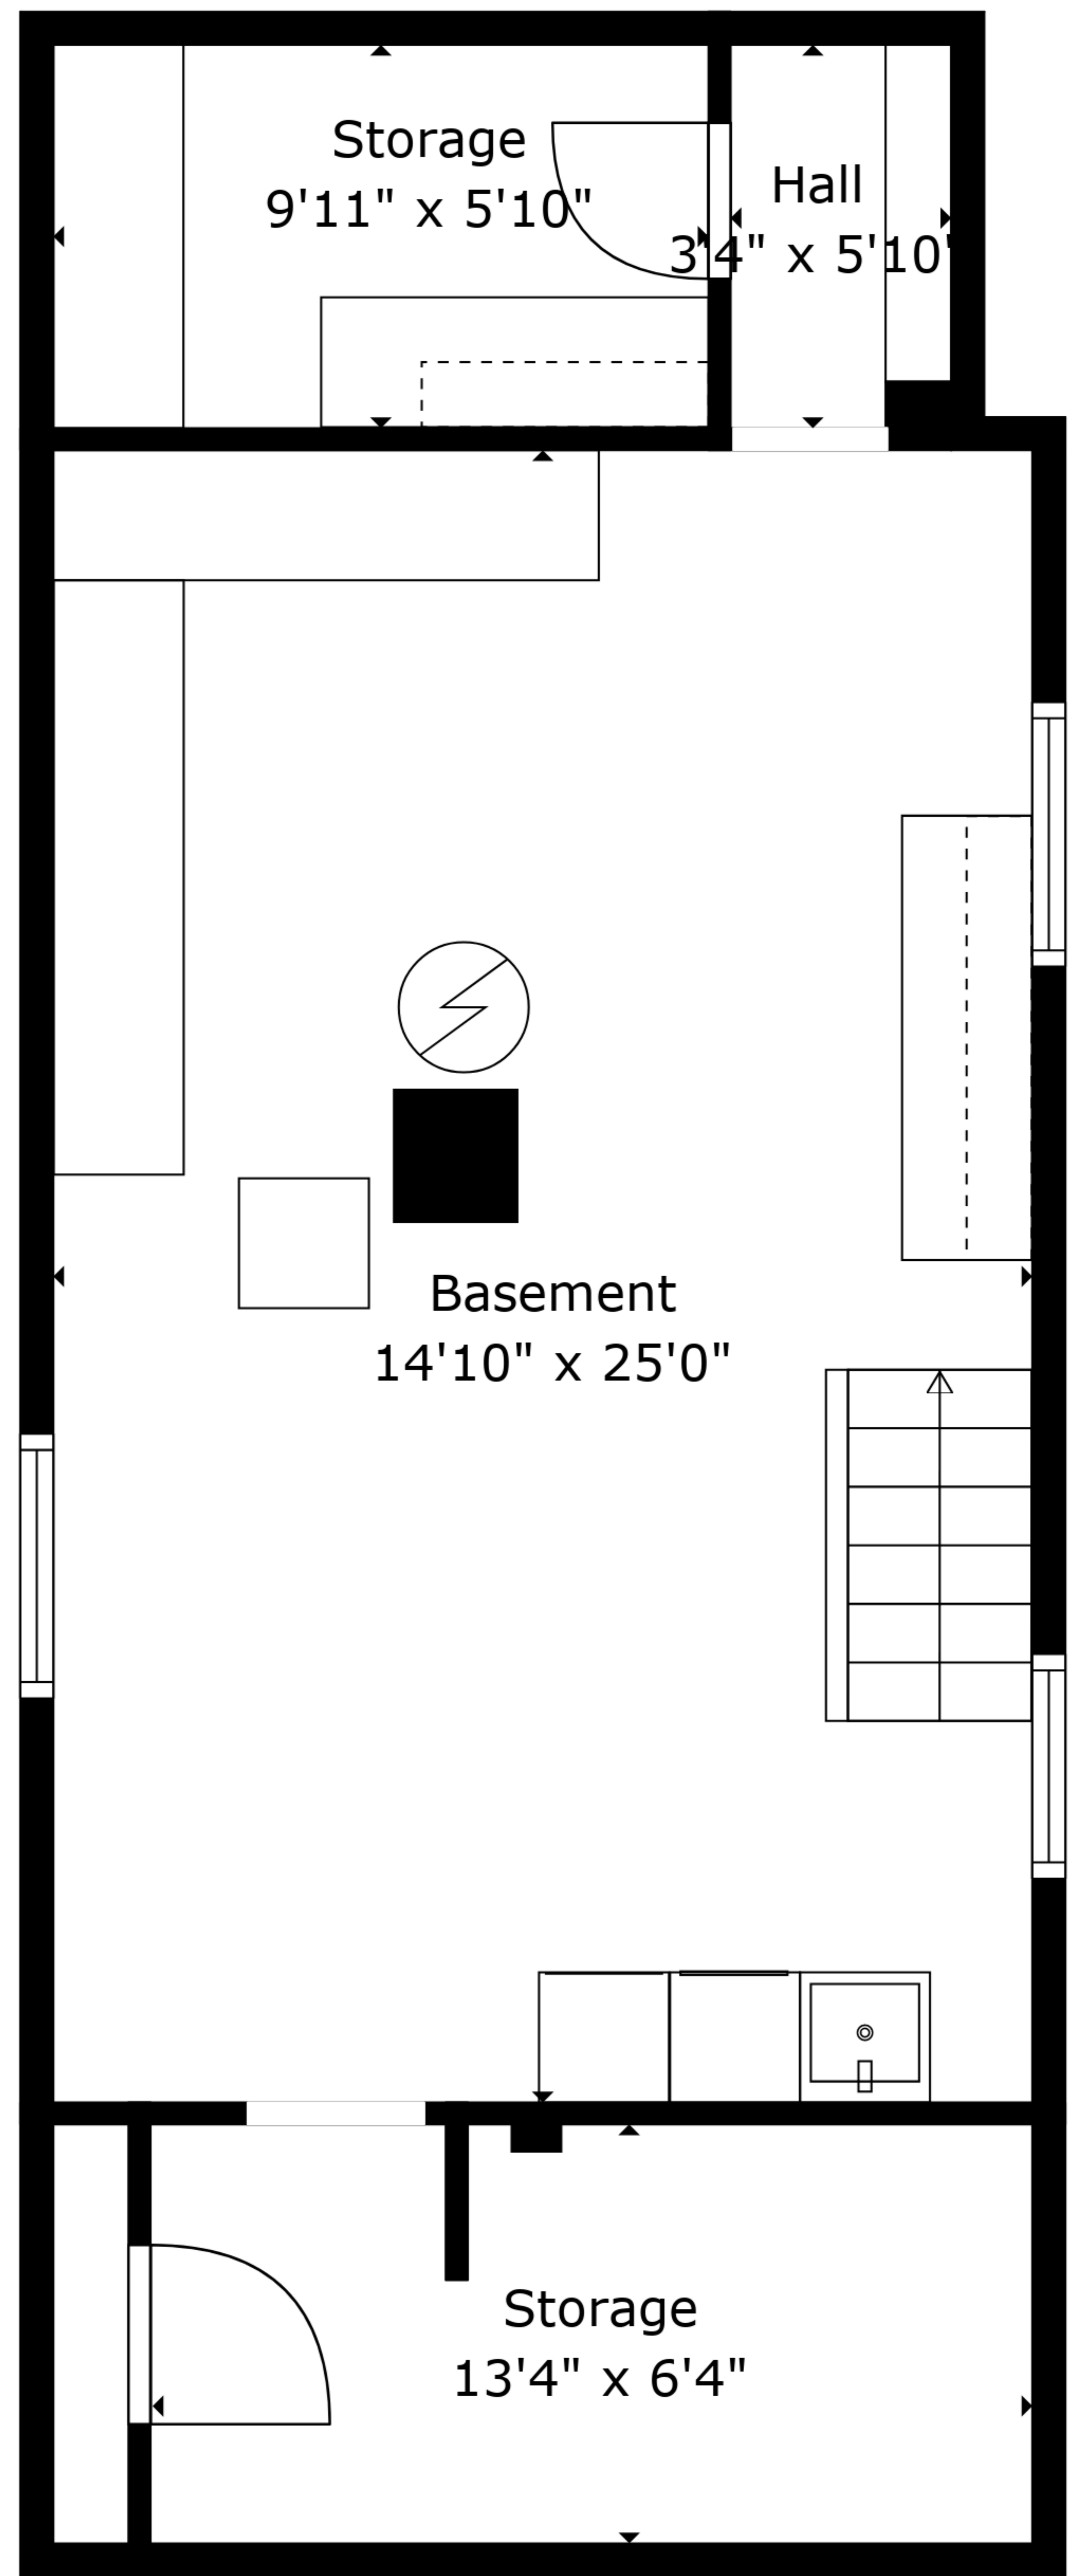 Storage
9'11" x 5'10"
Hall
3'4" x 5'10"
Basement
14'10" x 25'0"
Storage
13'4" x 6'4"